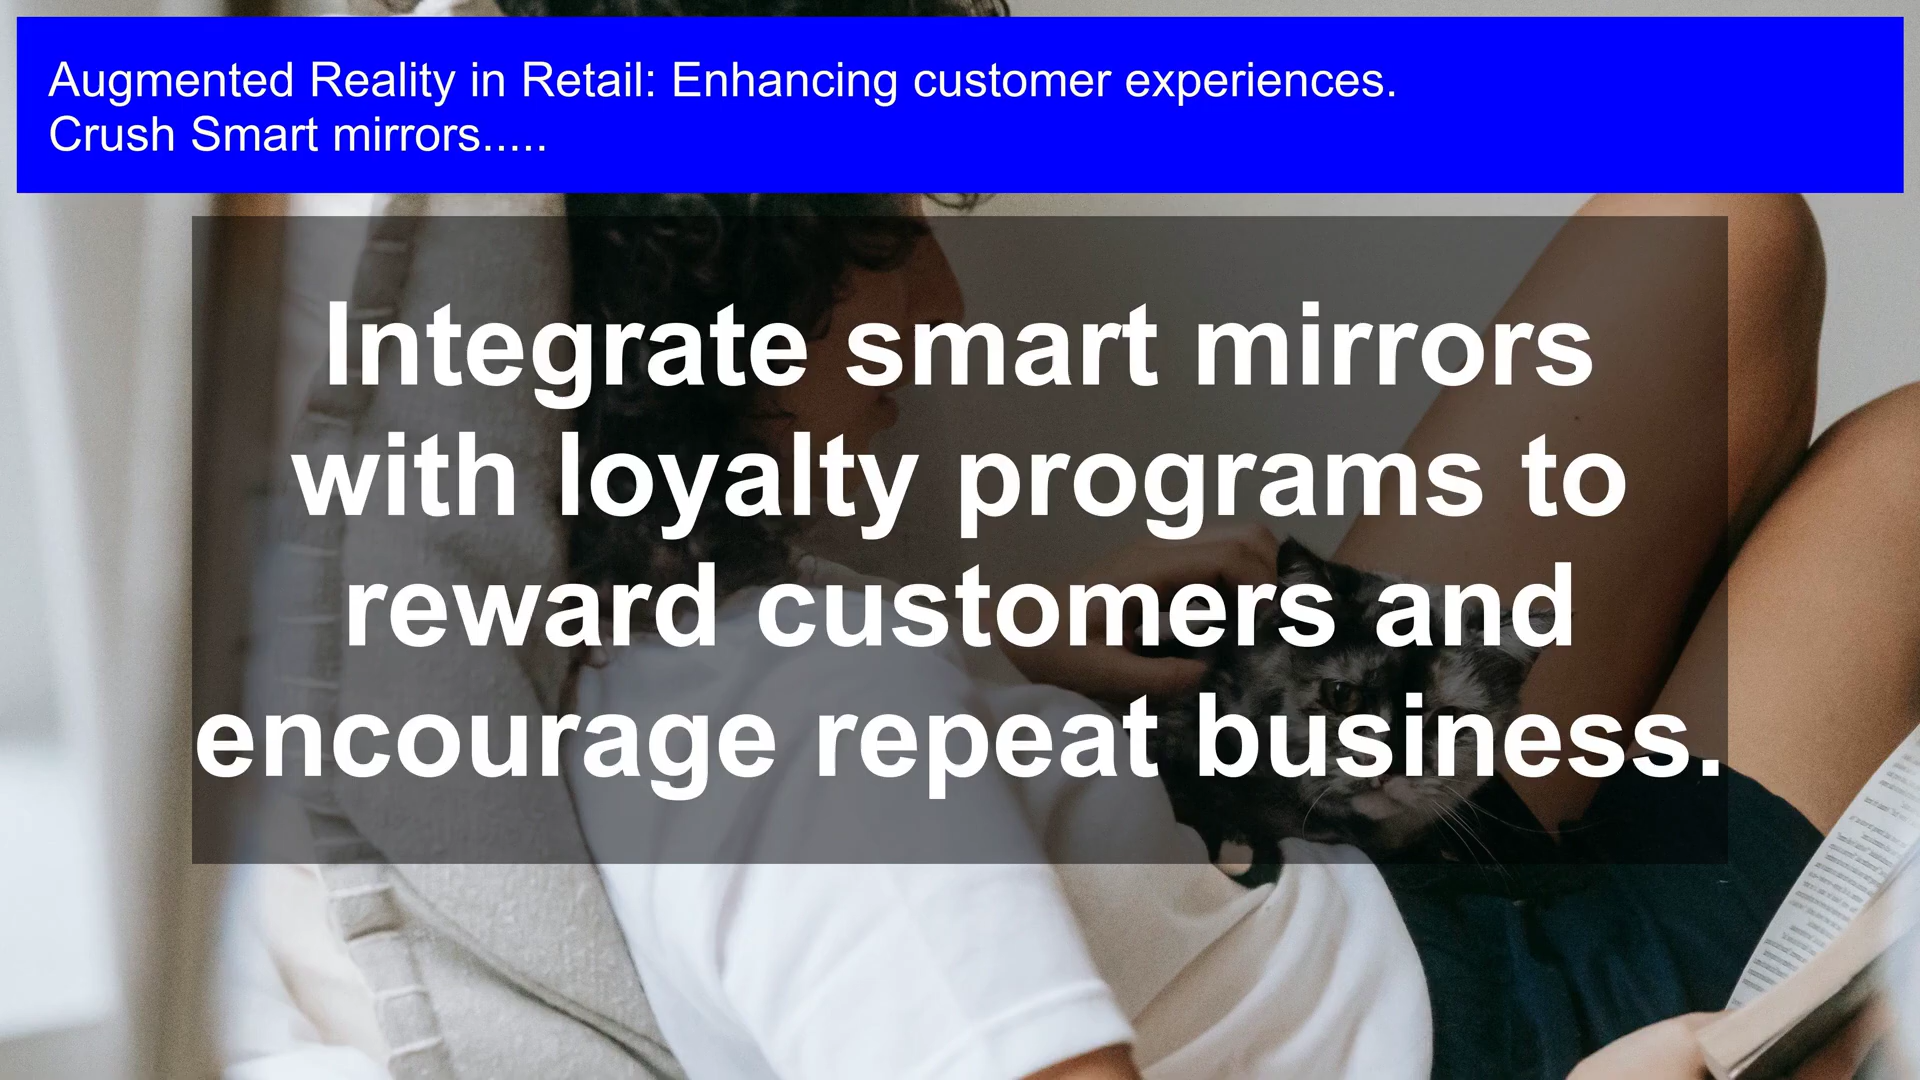 Augmented Reality in Retail: Enhancing customer experiences.
Crush Smart mirrors.....
Integrate smart mirrors
with loyalty programs to
reward customers and
encourage repeat business.